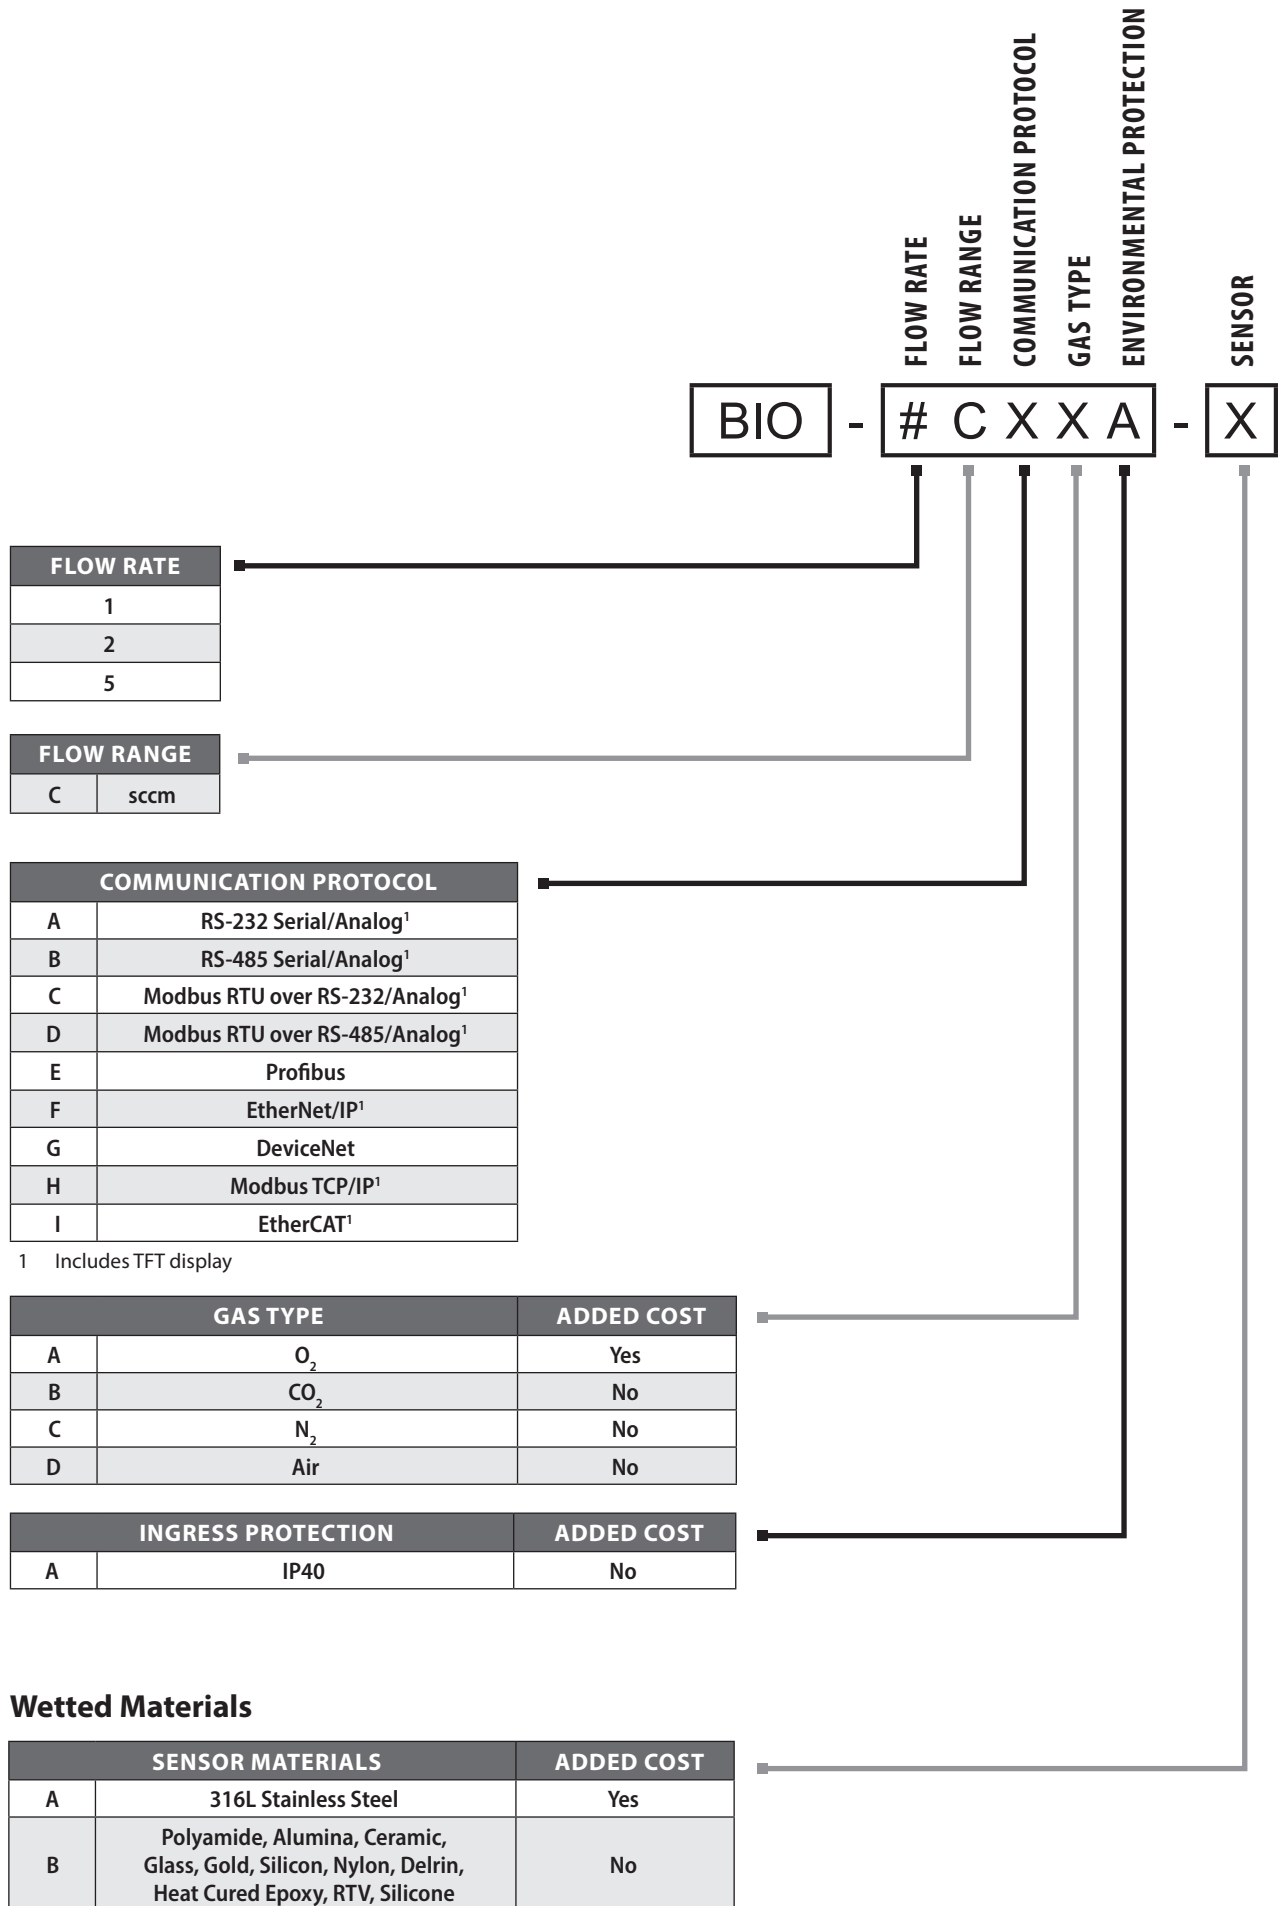 FLOW RATE
FLOW RANGE
COMMUNICATION PROTOCOL
GAS TYPE
ENVIRONMENTAL PROTECTION
SENSOR
BIO - # C X X A - X
FLOW RATE
1
2
5
FLOW RANGE
C sccm
COMMUNICATION PROTOCOL
A RS-232 Serial/Analog¹
B RS-485 Serial/Analog¹
C Modbus RTU over RS-232/Analog¹
D Modbus RTU over RS-485/Analog¹
E Profibus
F EtherNet/IP¹
G DeviceNet
H Modbus TCP/IP¹
I EtherCAT¹
1 Includes TFT display
GAS TYPE ADDED COST
A O₂ Yes
B CO₂ No
C N₂ No
D Air No
INGRESS PROTECTION ADDED COST
A IP40 No
Wetted Materials
SENSOR MATERIALS ADDED COST
A 316L Stainless Steel Yes
Polyamide, Alumina, Ceramic,
B Glass, Gold, Silicon, Nylon, Delrin, No
Heat Cured Epoxy, RTV, Silicone